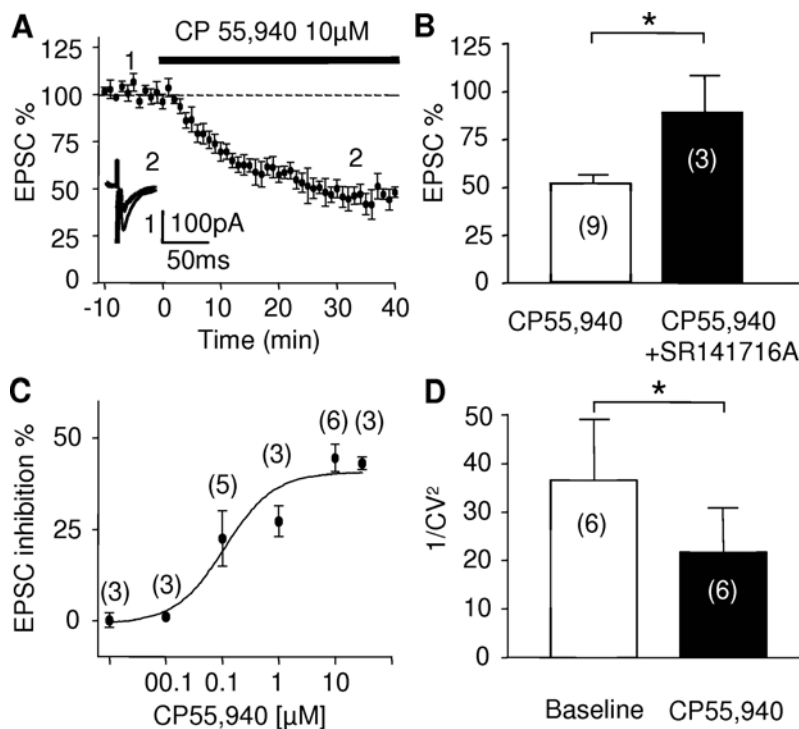 A
CP 55,940 10µM
125
100
75
50
25
0
EPSC %
1
2
2
1
100pA
50ms
-10 0 10 20 30 40
Time (min)
B
*
125
100
75
50
25
0
EPSC %
(9)
(3)
CP55,940
CP55,940
+SR141716A
C
50
25
0
EPSC inhibition %
(3)
(3)
(5)
(3)
(6)
(3)
00.1 0.1 1 10
CP55,940 [µM]
D
*
50
40
30
20
10
0
1/CV²
(6)
(6)
Baseline
CP55,940